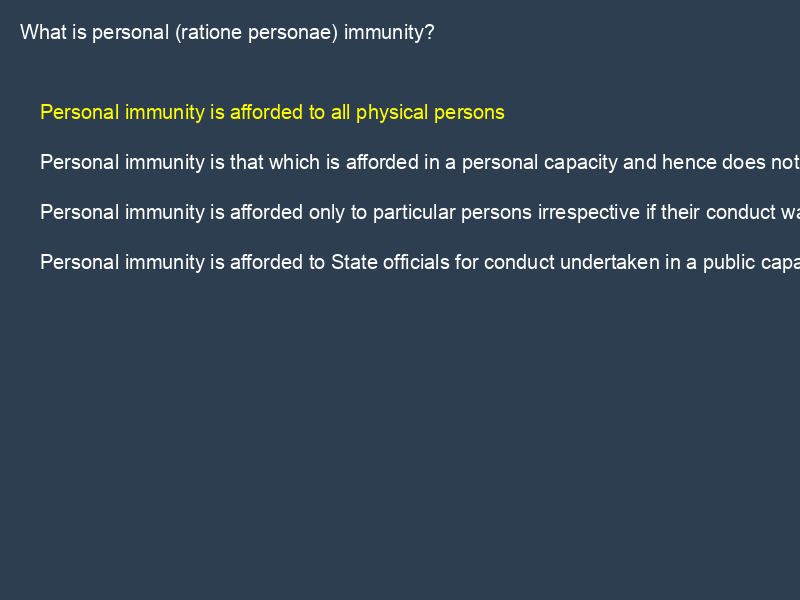 What is personal (ratione personae) immunity?
Personal immunity is afforded to all physical persons
Personal immunity is that which is afforded in a personal capacity and hence does not
Personal immunity is afforded only to particular persons irrespective if their conduct
Personal immunity is afforded to State officials for conduct undertaken in a public